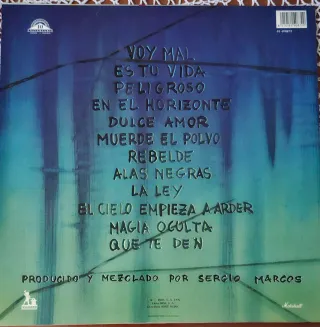 VOY MAL
ES TU VIDA
PELIGROSO
EN EL HORIZONTE
DULCE AMOR
MUERDE EL POLVO
REBELDE
ALAS NEGRAS
LA LEY
EL CIELO EMPIEZA A ARDER
MAGIA OCULTA
QUE TE DEN
PRODUCIDO Y MEZCLADO POR SERGIO MARCOS
Marshall